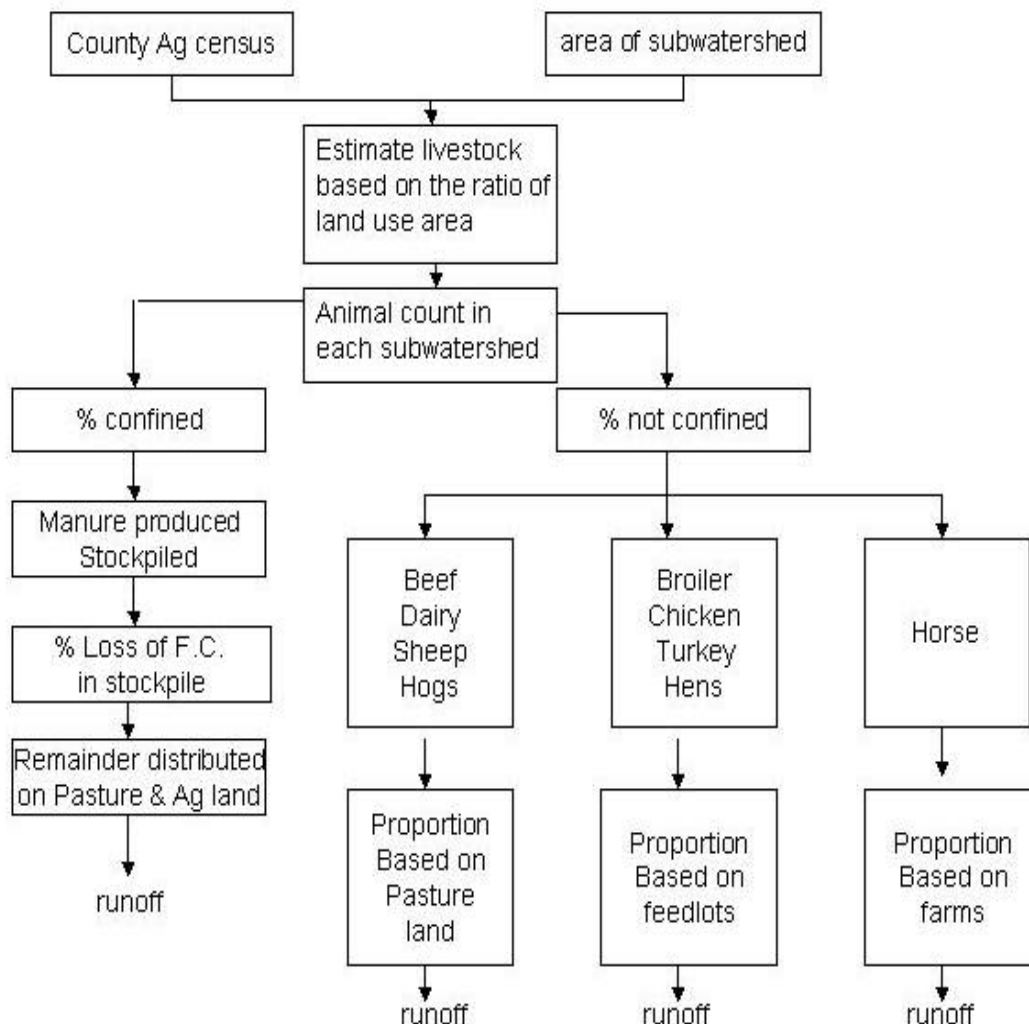 County Ag census
area of subwatershed
Estimate livestock
based on the ratio of
land use area
Animal count in
each subwatershed
% confined
% not confined
Manure produced
Stockpiled
% Loss of F.C.
in stockpile
Remainder distributed
on Pasture & Ag land
runoff
Beef
Dairy
Sheep
Hogs
Broiler
Chicken
Turkey
Hens
Horse
Proportion
Based on
Pasture
land
Proportion
Based on
feedlots
Proportion
Based on
farms
runoff
runoff
runoff